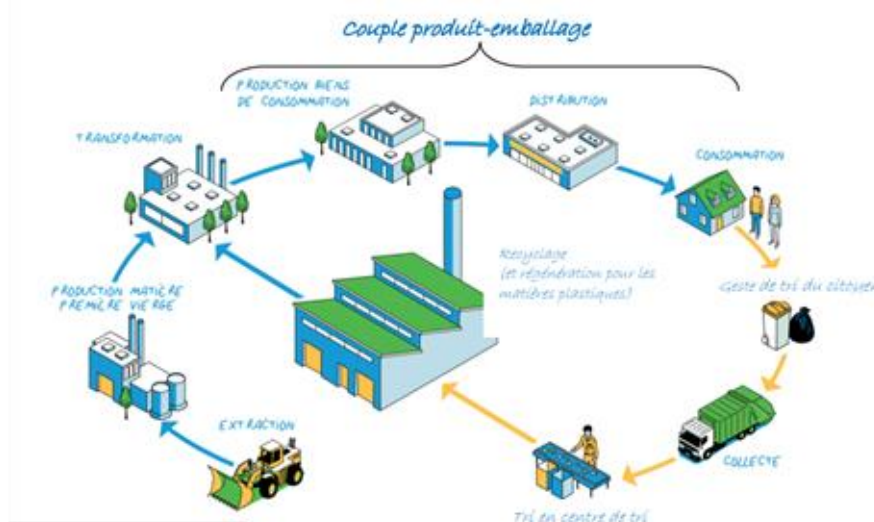 Couple produit-emballage
PRODUCTION BIENS
DE CONSOMMATION
DISTRIBUTION
TRANSFORMATION
CONSOMMATION
Recyclage
(et régénération pour les
matières plastiques)
Geste de tri du citoyen
PRODUCTION MATIÈRE
PREMIÈRE VIERGE
EXTRACTION
COLLECTE
Tri en centre de tri